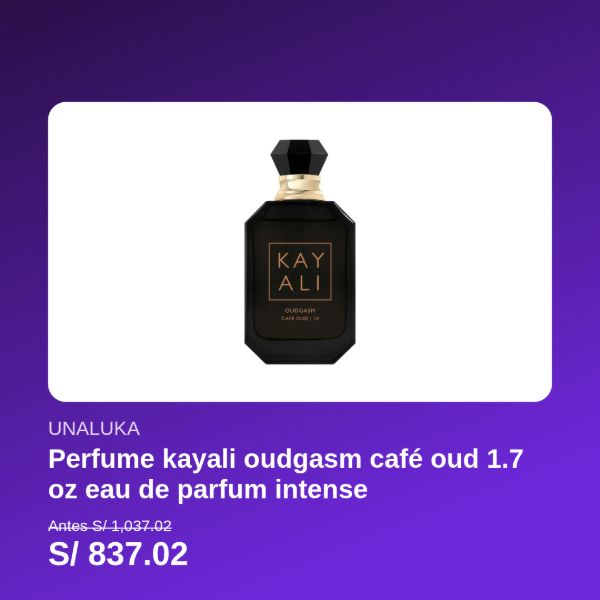 KAY
ALI
OUDGASM
CAFÉ OUD | 19
UNALUKA
Perfume kayali oudgasm café oud 1.7
oz eau de parfum intense
Antes S/ 1,037.02
S/ 837.02